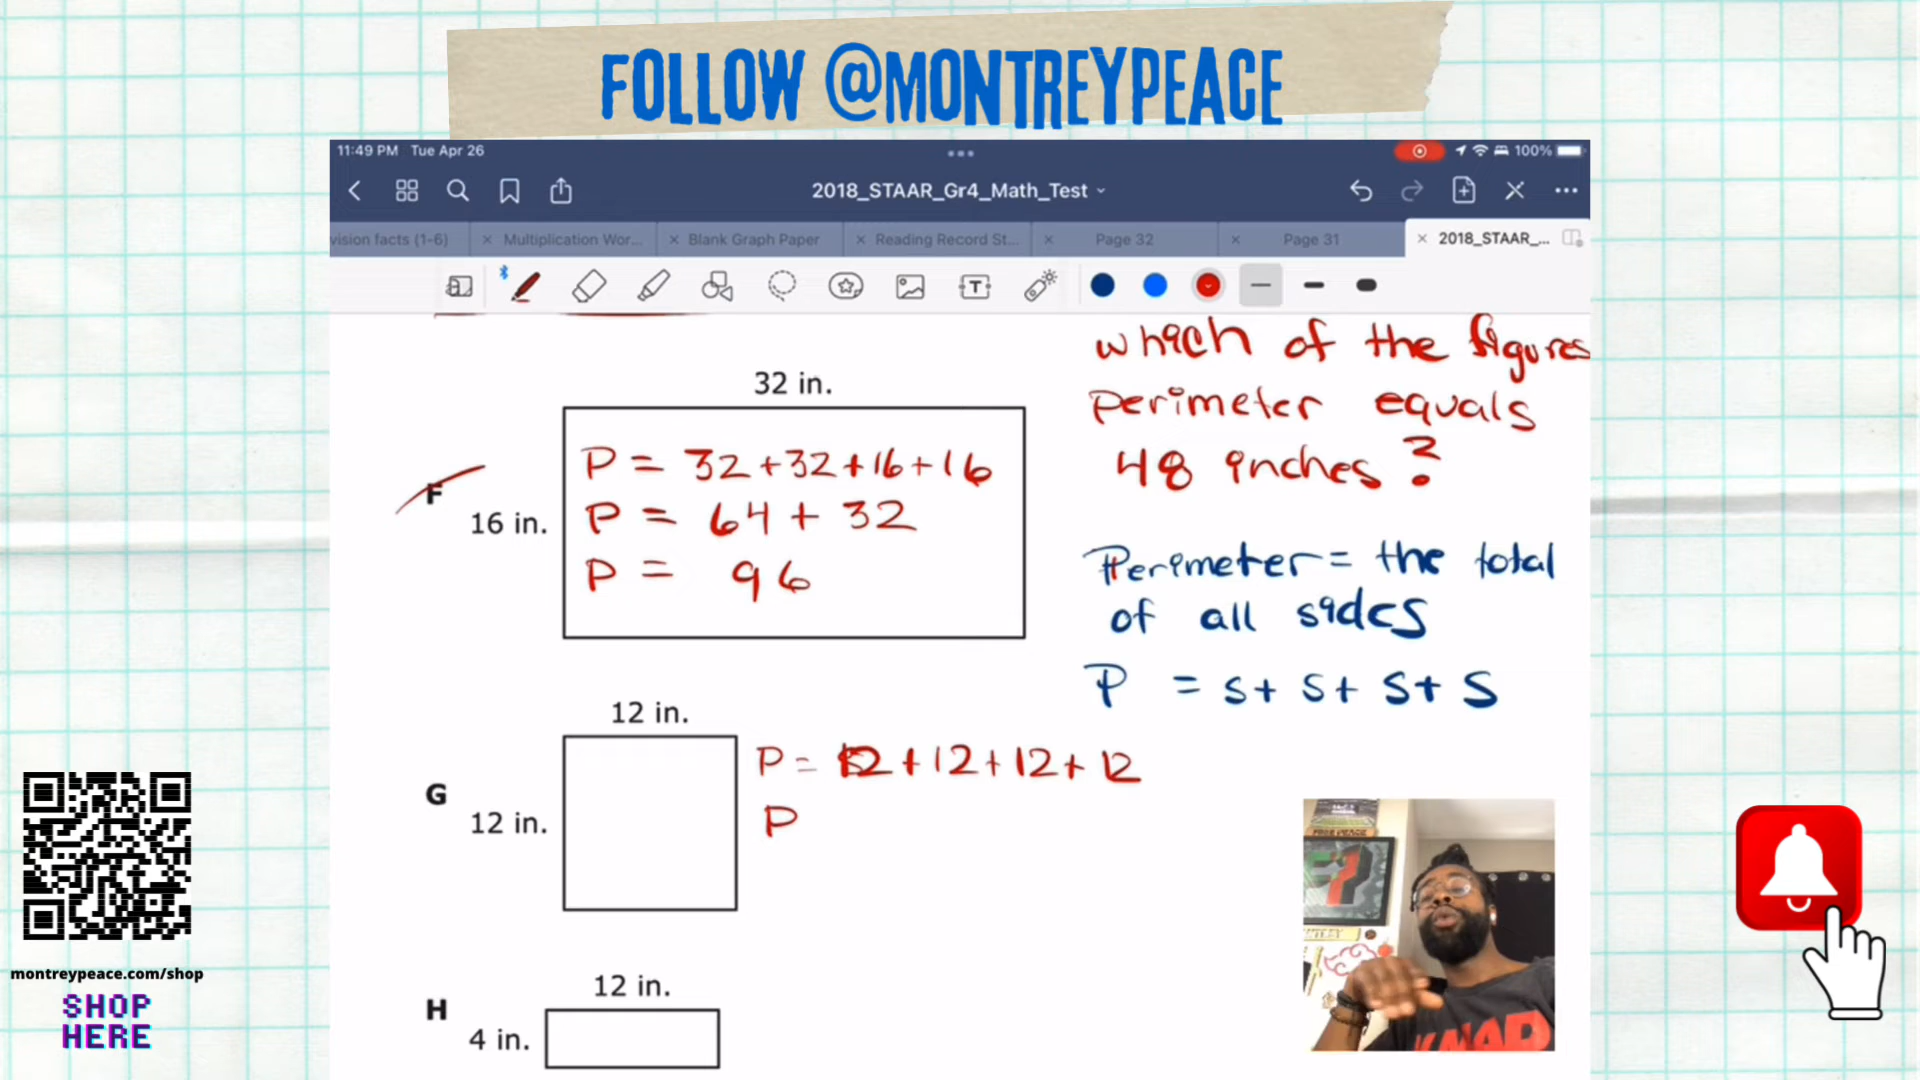 FOLLOW @MONTREYPEACE
11:49 PM Tue Apr 26
100%
2018_STAAR_Gr4_Math_Test
vision facts (1-6)
Multiplication Wor...
Blank Graph Paper
Reading Record St...
Page 32
Page 31
2018_STAAR_...
T
which of the figures
perimeter equals
48 inches?
32 in.
F
16 in.
P = 32+32+16+16
P = 64 + 32
P = 96
Perimeter = the total
of all sides
P = s+ s+ s+ s
12 in.
G
12 in.
P = 12 + 12 + 12 + 12
P
12 in.
H
4 in.
montreypeace.com/shop
SHOP
HERE